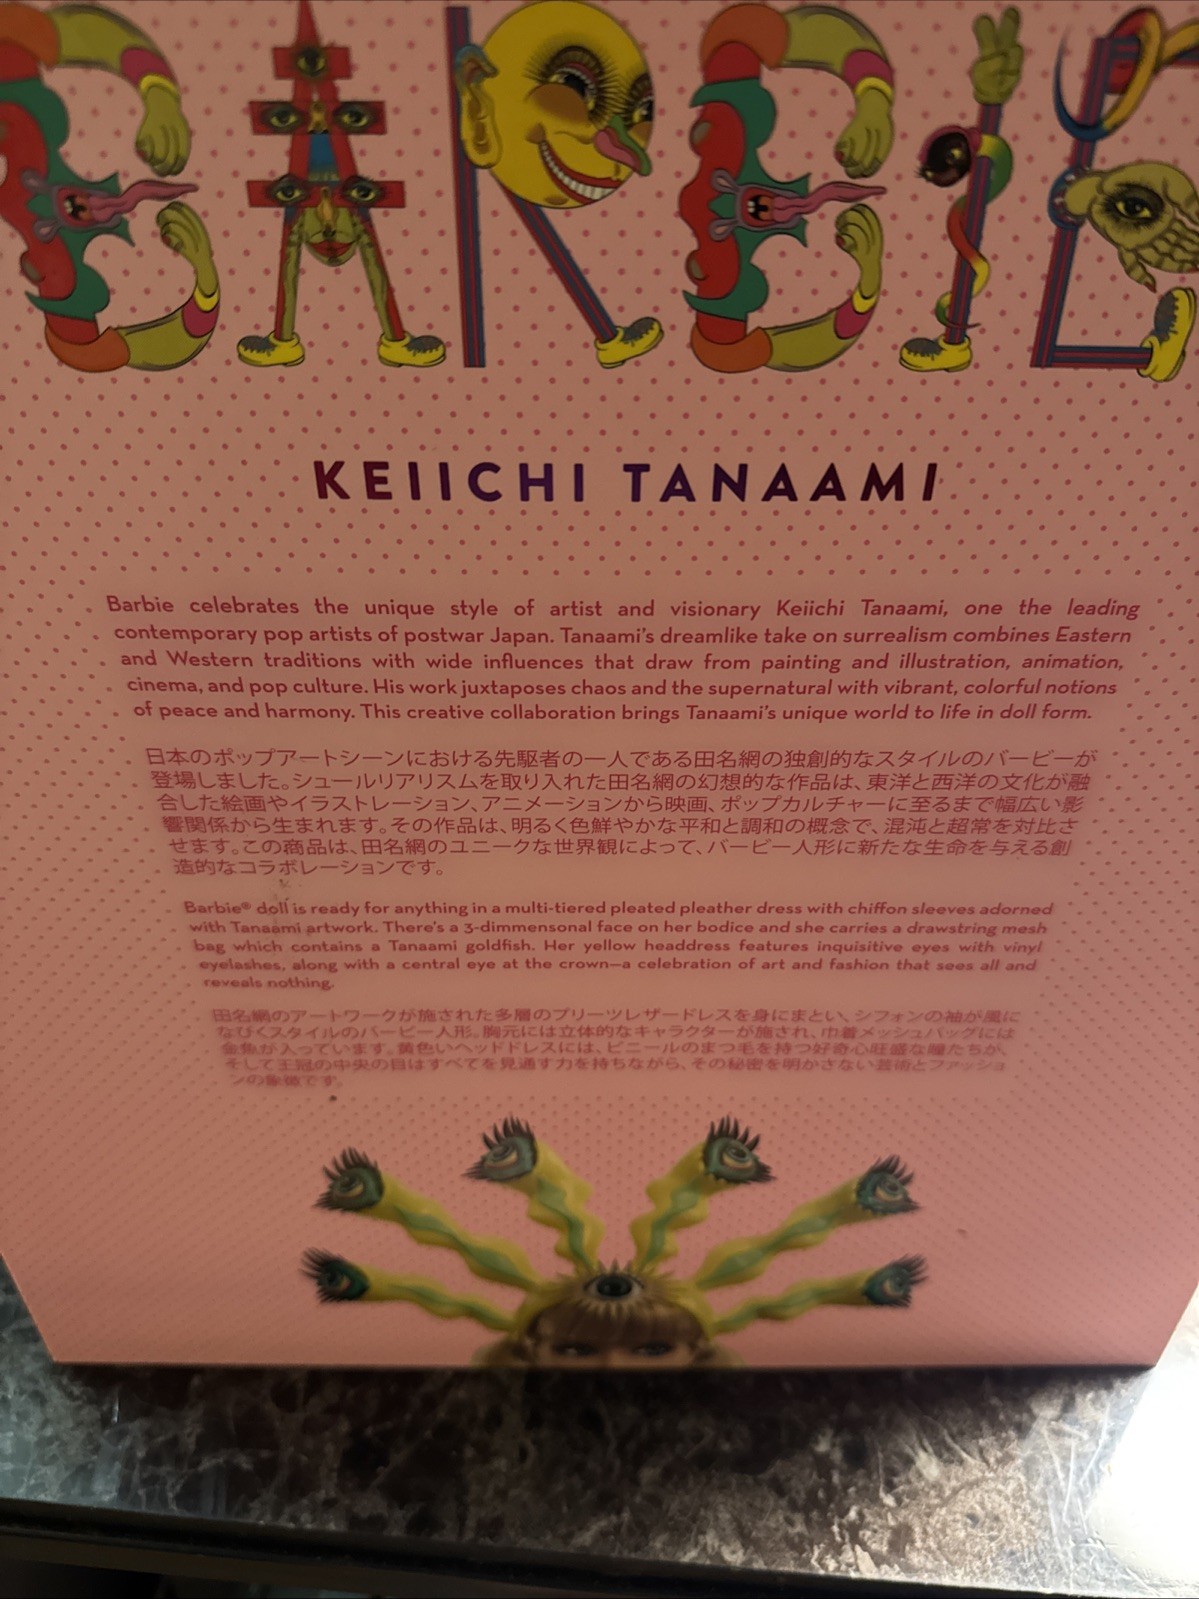 BARBIE
KEIICHI TANAAMI
Barbie celebrates the unique style of artist and visionary Keiichi Tanaami, one the leading
contemporary pop artists of postwar Japan. Tanaami's dreamlike take on surrealism combines Eastern
and Western traditions with wide influences that draw from painting and illustration, animation,
cinema, and pop culture. His work juxtaposes chaos and the supernatural with vibrant, colorful notions
of peace and harmony. This creative collaboration brings Tanaami's unique world to life in doll form.
日本のポップアートシーンにおける先駆者の一人である田名網の独創的なスタイルのバービーが
登場しました。シュールリアリスムを取り入れた田名網の幻想的な作品は、東洋と西洋の文化が融
合した絵画やイラストレーション、アニメーションから映画、ポップカルチャーに至るまで幅広い影
響関係から生まれます。その作品は、明るく色鮮やかな平和と調和の概念で、混沌と超常を対比さ
せます。この商品は、田名網のユニークな世界観によって、バービー人形に新たな生命を与える創
造的なコラボレーションです。
Barbie® doll is ready for anything in a multi-tiered pleated pleather dress with chiffon sleeves adorned
with Tanaami artwork. There's a 3-dimmensonal face on her bodice and she carries a drawstring mesh
bag which contains a Tanaami goldfish. Her yellow headdress features inquisitive eyes with vinyl
eyelashes, along with a central eye at the crown—a celebration of art and fashion that sees all and
reveals nothing.
田名網のアートワークが施された多層のプリーツレザードレスを身にまとい、シフォンの袖が風に
なびくスタイルのバービー人形。胸元には立体的なキャラクターが施され、巾着メッシュバッグには
金魚が入っています。黄色いヘッドドレスには、ビニールのまつ毛を持つ好奇心旺盛な瞳たちが、
そして王冠の中央の目はすべてを見通す力を持ちながら、その秘密を明かさない芸術とファッショ
ンの象徴です。